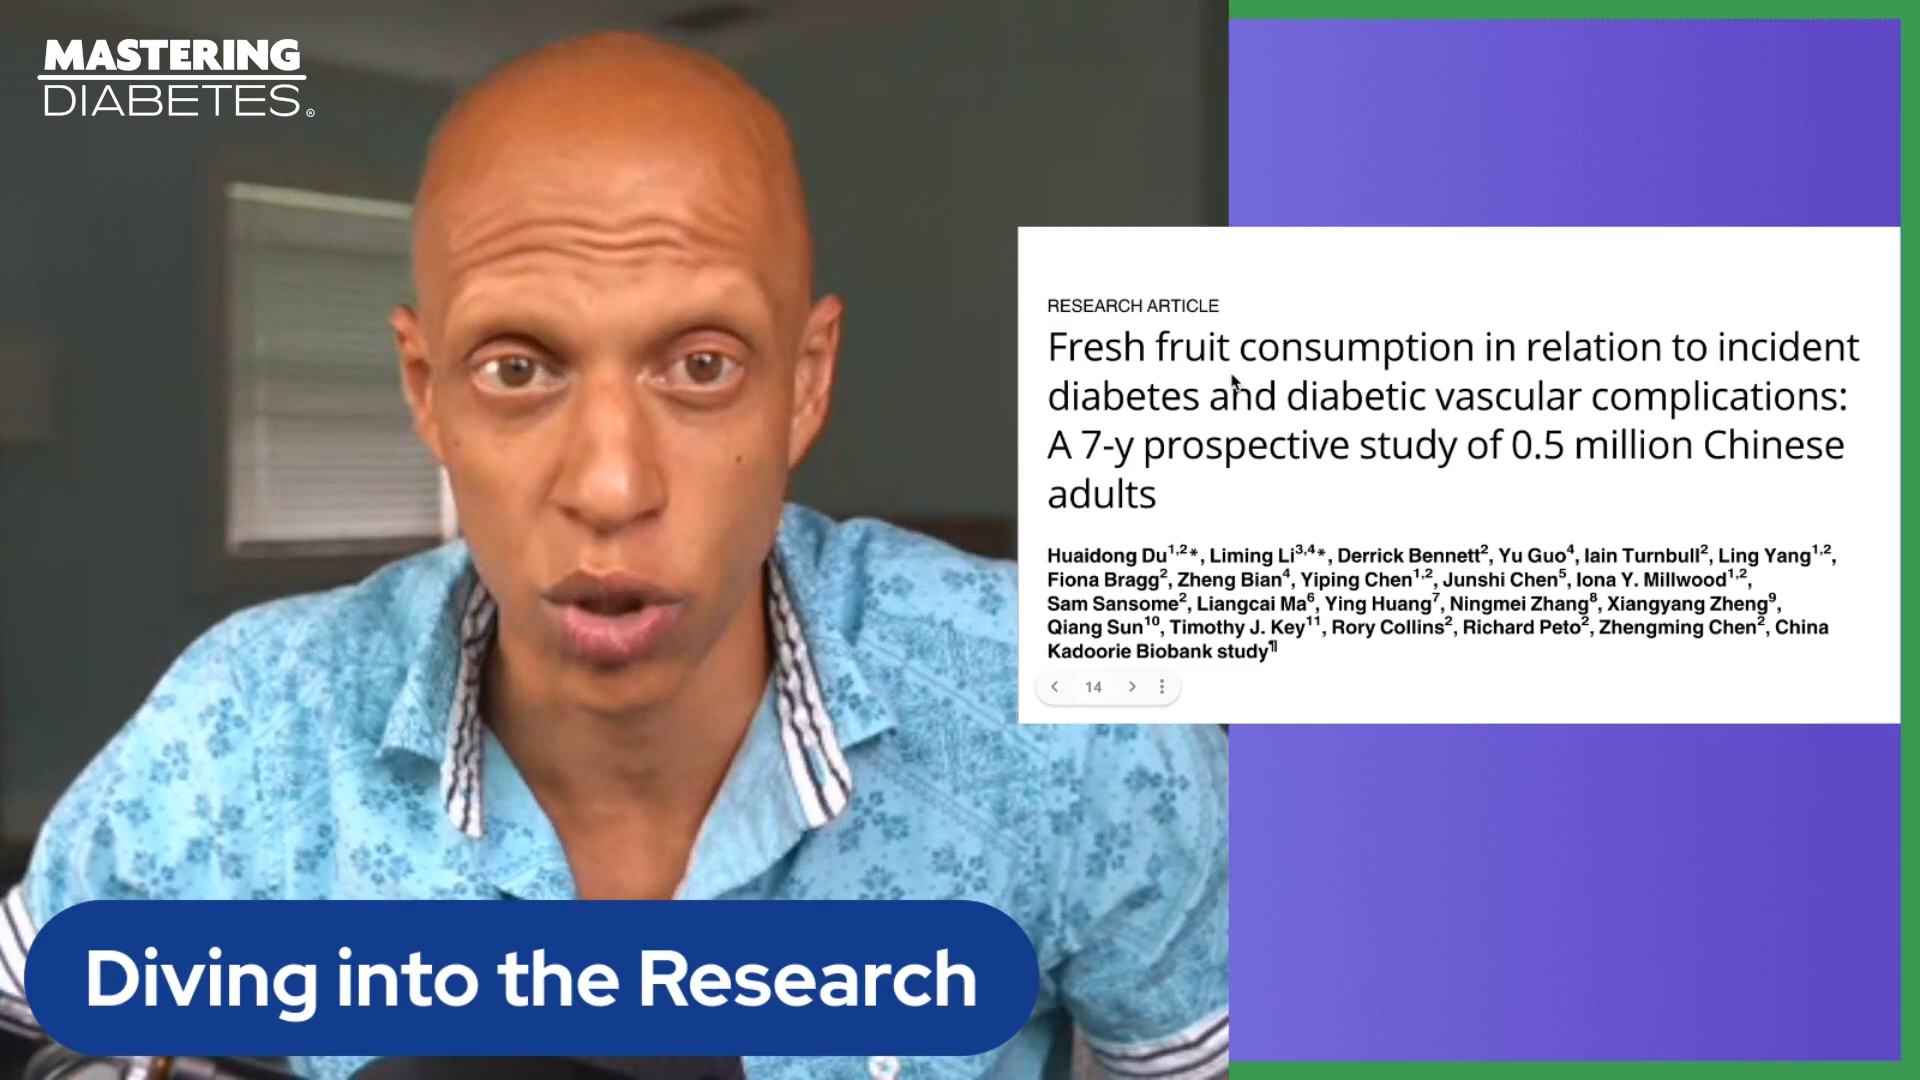 MASTERING
DIABETES®
RESEARCH ARTICLE
Fresh fruit consumption in relation to incident
diabetes and diabetic vascular complications:
A 7-y prospective study of 0.5 million Chinese
adults
Huaidong Du1,2*, Liming Li3,4*, Derrick Bennett2, Yu Guo4, Iain Turnbull2, Ling Yang1,2,
Fiona Bragg2, Zheng Bian4, Yiping Chen1,2, Junshi Chen5, Iona Y. Millwood1,2,
Sam Sansome2, Liangcai Ma6, Ying Huang7, Ningmei Zhang8, Xiangyang Zheng9,
Qiang Sun10, Timothy J. Key11, Rory Collins2, Richard Peto2, Zhengming Chen2, China
Kadoorie Biobank study¶
14
Diving into the Research